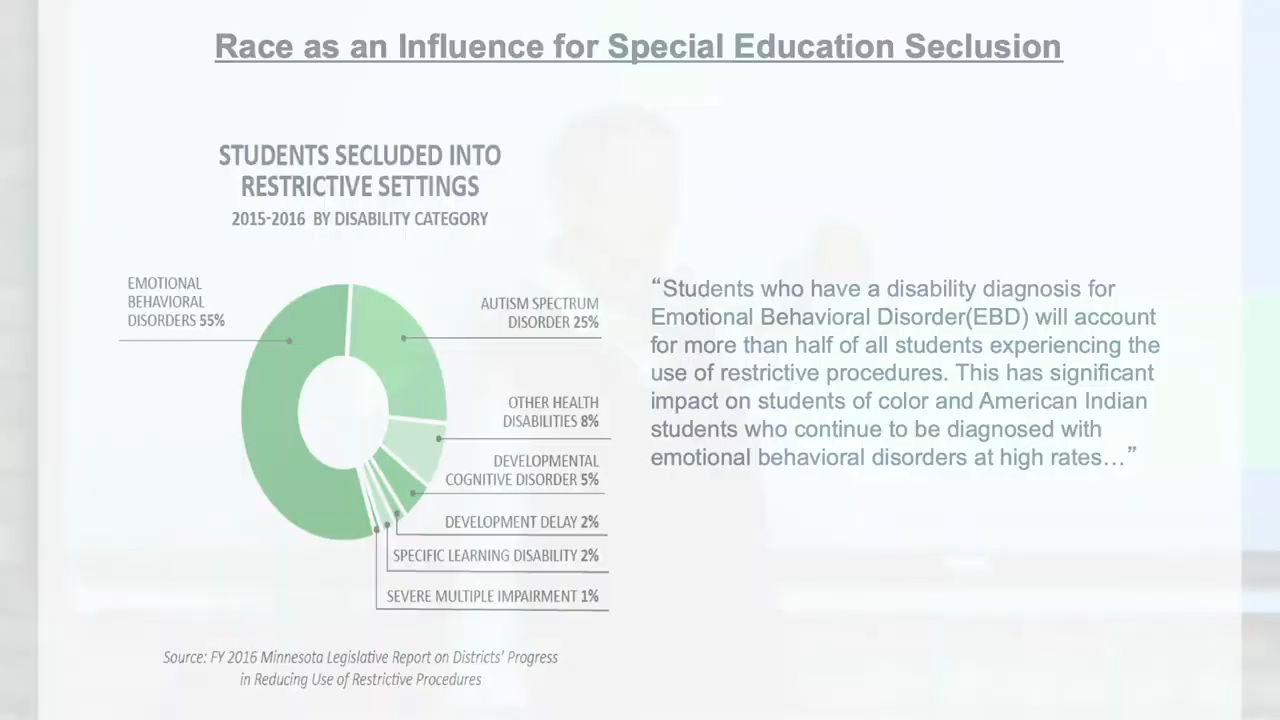 Race as an Influence for Special Education Seclusion
STUDENTS SECLUDED INTO
RESTRICTIVE SETTINGS
2015-2016 BY DISABILITY CATEGORY
EMOTIONAL
BEHAVIORAL
DISORDERS 55%
AUTISM SPECTRUM
DISORDER 25%
OTHER HEALTH
DISABILITIES 8%
DEVELOPMENTAL
COGNITIVE DISORDER 5%
DEVELOPMENT DELAY 2%
SPECIFIC LEARNING DISABILITY 2%
SEVERE MULTIPLE IMPAIRMENT 1%
Source: FY 2016 Minnesota Legislative Report on Districts’ Progress
in Reducing Use of Restrictive Procedures
“Students who have a disability diagnosis for
Emotional Behavioral Disorder(EBD) will account
for more than half of all students experiencing the
use of restrictive procedures. This has significant
impact on students of color and American Indian
students who continue to be diagnosed with
emotional behavioral disorders at high rates…”